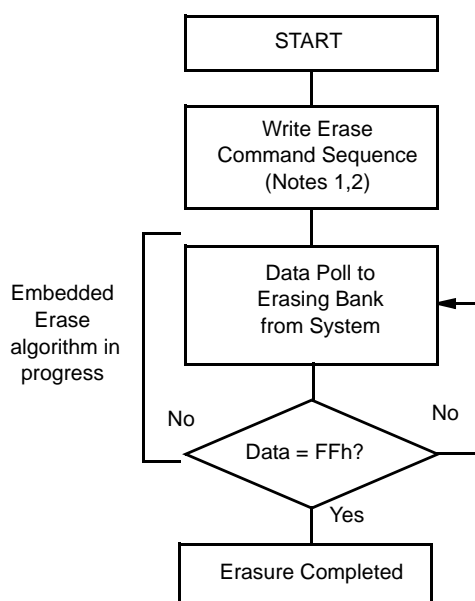 START
Write Erase
Command Sequence
(Notes 1,2)
Data Poll to
Erasing Bank
from System
Embedded
Erase
algorithm in
progress
No
No
Data = FFh?
Yes
Erasure Completed